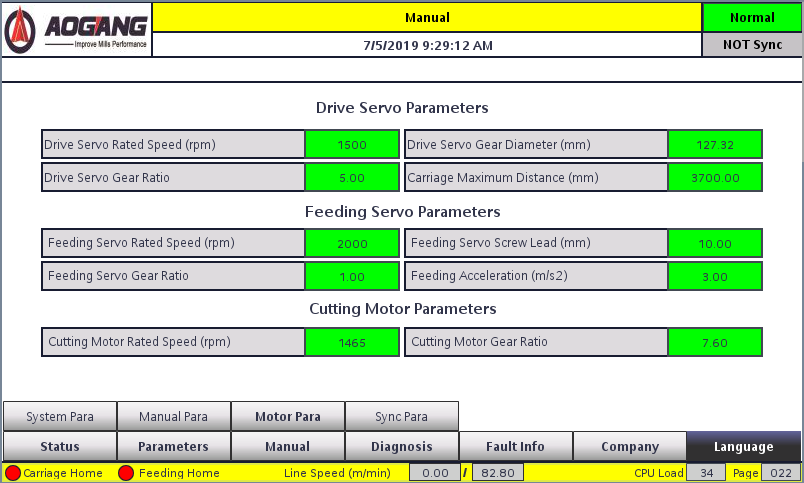 AOGANG
Improve Mills Performance
Manual
Normal
7/5/2019 9:29:12 AM
NOT Sync
Drive Servo Parameters
Drive Servo Rated Speed (rpm) 1500 Drive Servo Gear Diameter (mm) 127.32
Drive Servo Gear Ratio 5.00 Carriage Maximum Distance (mm) 3700.00
Feeding Servo Parameters
Feeding Servo Rated Speed (rpm) 2000 Feeding Servo Screw Lead (mm) 10.00
Feeding Servo Gear Ratio 1.00 Feeding Acceleration (m/s2) 3.00
Cutting Motor Parameters
Cutting Motor Rated Speed (rpm) 1465 Cutting Motor Gear Ratio 7.60
System Para Manual Para Motor Para Sync Para
Status Parameters Manual Diagnosis Fault Info Company Language
Carriage Home Feeding Home Line Speed (m/min) 0.00 / 82.80 CPU Load 34 Page 022